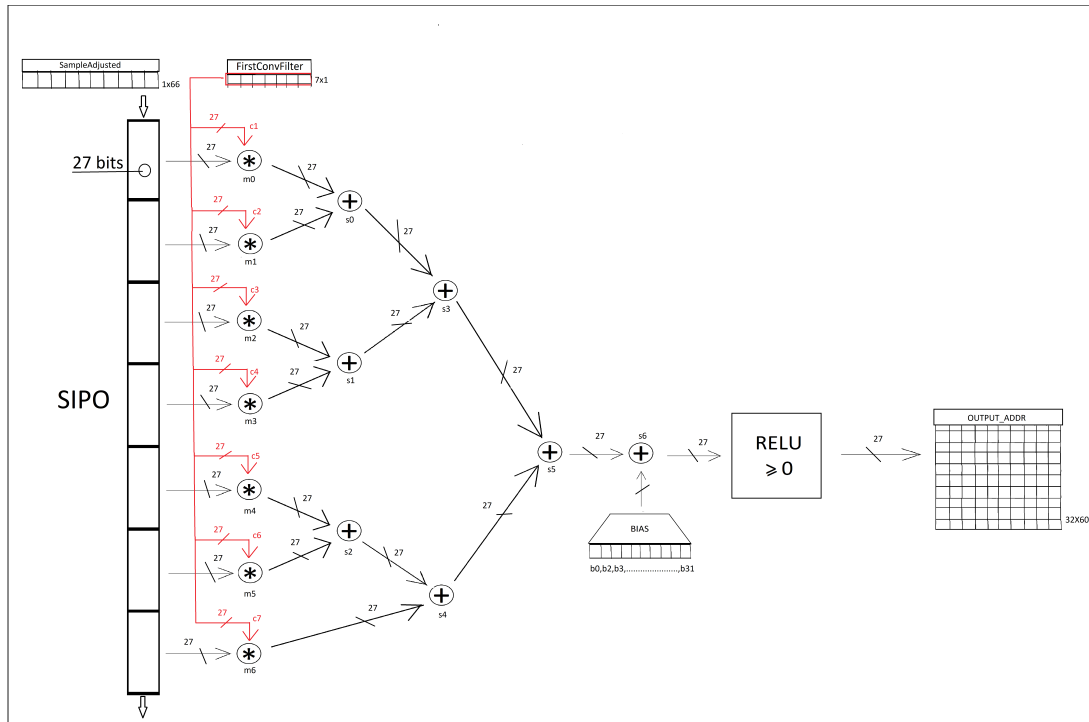 SampleAdjusted
1x66
FirstConvFilter
7x1
27 bits
SIPO
27
c1
27
*
m0
27
27
c2
27
*
m1
27
+
s0
27
27
c3
27
*
m2
27
27
c4
27
*
m3
27
+
s1
27
+
s3
27
27
c5
27
*
m4
27
27
c6
27
*
m5
27
+
s2
27
27
c7
27
*
m6
27
+
s4
27
+
s5
27
s6
+
27
BIAS
b0,b2,b3,......................,b31
RELU
⩾ 0
27
OUTPUT_ADDR
32X60